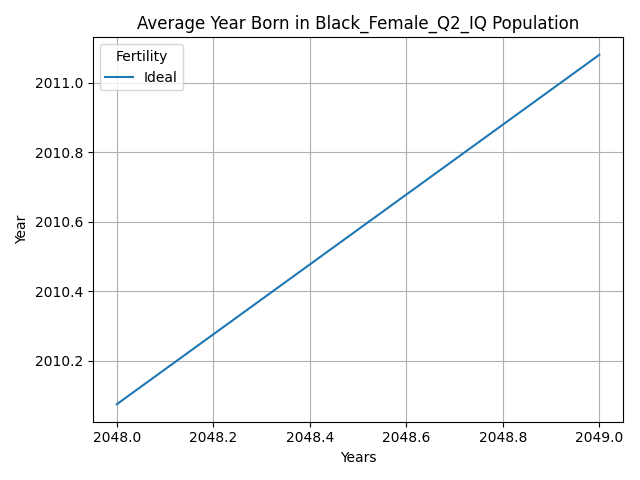 Average Year Born in Black_Female_Q2_IQ Population
Fertility
Ideal
Year
2011.0
2010.8
2010.6
2010.4
2010.2
2048.0 2048.2 2048.4 2048.6 2048.8 2049.0
Years